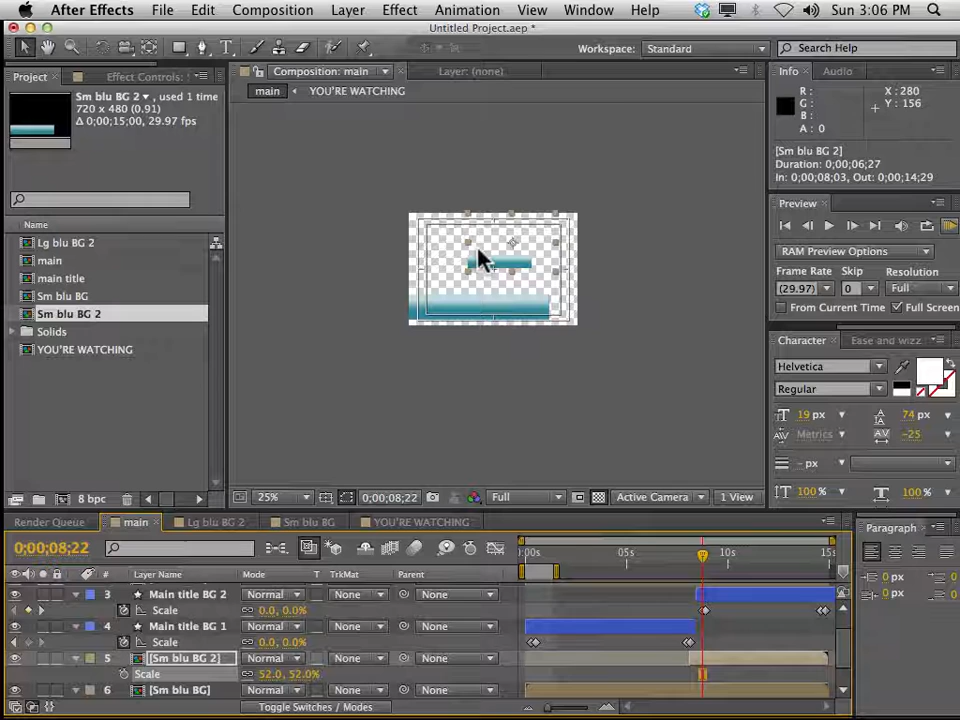 After Effects File Edit Composition Layer Effect Animation View Window Help Sun 3:06 PM
Untitled Project.aep *
Workspace: Standard Search Help
Project Effect Controls: Composition: main Layer: (none) Info Audio
main YOU'RE WATCHING
Sm blu BG 2 , used 1 time
720 x 480 (0.91)
Δ 0;00;15;00, 29.97 fps
R :
G :
B :
A : 0
X : 280
Y : 156
[Sm blu BG 2]
Duration: 0;00;06;27
In: 0;00;08;03, Out: 0;00;14;29
Preview
RAM Preview Options
Frame Rate Skip Resolution
(29.97) 0 Full
From Current Time Full Screen
Name
Lg blu BG 2
main
main title
Sm blu BG
Sm blu BG 2
Solids
YOU'RE WATCHING
Character Ease and wizz
Helvetica
Regular
19 px 74 px
Metrics -25
- px
100 % 100 %
8 bpc 25% 0;00;08;22 Full Active Camera 1 View
Render Queue main Lg blu BG 2 Sm blu BG YOU'RE WATCHING
0;00;08;22
:00s 05s 10s 15s
# Layer Name Mode T TrkMat Parent
3 Main title BG 2 Normal None None
Scale 0.0, 0.0%
4 Main title BG 1 Normal None None
Scale 0.0, 0.0%
5 [Sm blu BG 2] Normal None None
Scale 52.0, 52.0%
6 [Sm blu BG] Normal None None
Toggle Switches / Modes
Paragraph
0 px 0
0 px 0
0 px